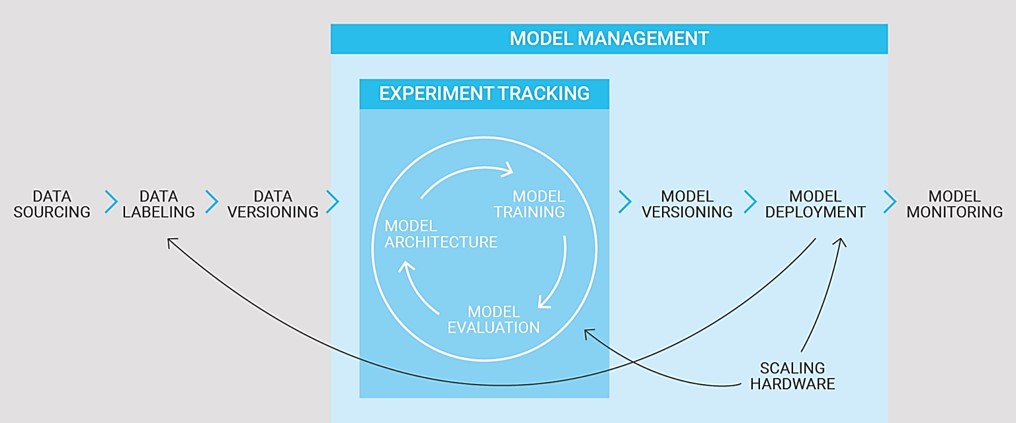 MODEL MANAGEMENT
EXPERIMENT TRACKING
DATA
SOURCING
DATA
LABELING
DATA
VERSIONING
MODEL
ARCHITECTURE
MODEL
TRAINING
MODEL
EVALUATION
MODEL
VERSIONING
MODEL
DEPLOYMENT
MODEL
MONITORING
SCALING
HARDWARE